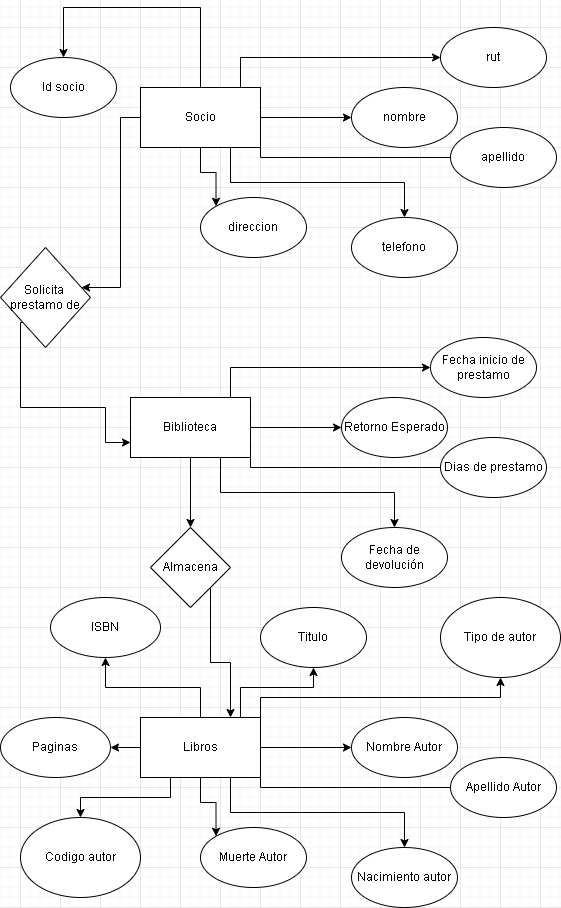 rut
Id socio
Socio
nombre
apellido
direccion
telefono
Solicita
prestamo de
Fecha inicio de
prestamo
Biblioteca
Retorno Esperado
Dias de prestamo
Fecha de
devolución
Almacena
ISBN
Titulo
Tipo de autor
Paginas
Libros
Nombre Autor
Apellido Autor
Codigo autor
Muerte Autor
Nacimiento autor